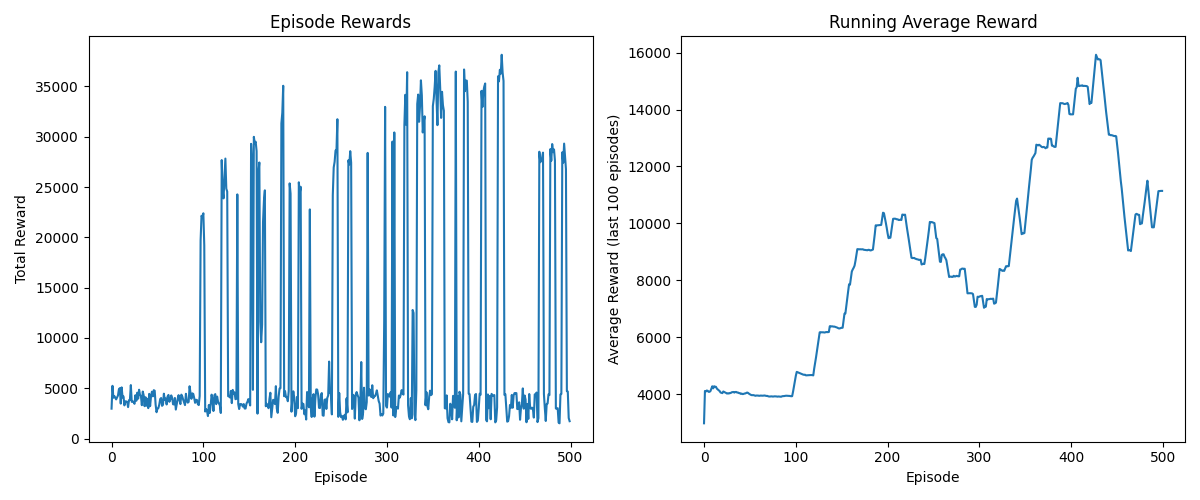 Episode Rewards
Total Reward
35000
30000
25000
20000
15000
10000
5000
0
0 100 200 300 400 500
Episode
Running Average Reward
Average Reward (last 100 episodes)
16000
14000
12000
10000
8000
6000
4000
0 100 200 300 400 500
Episode